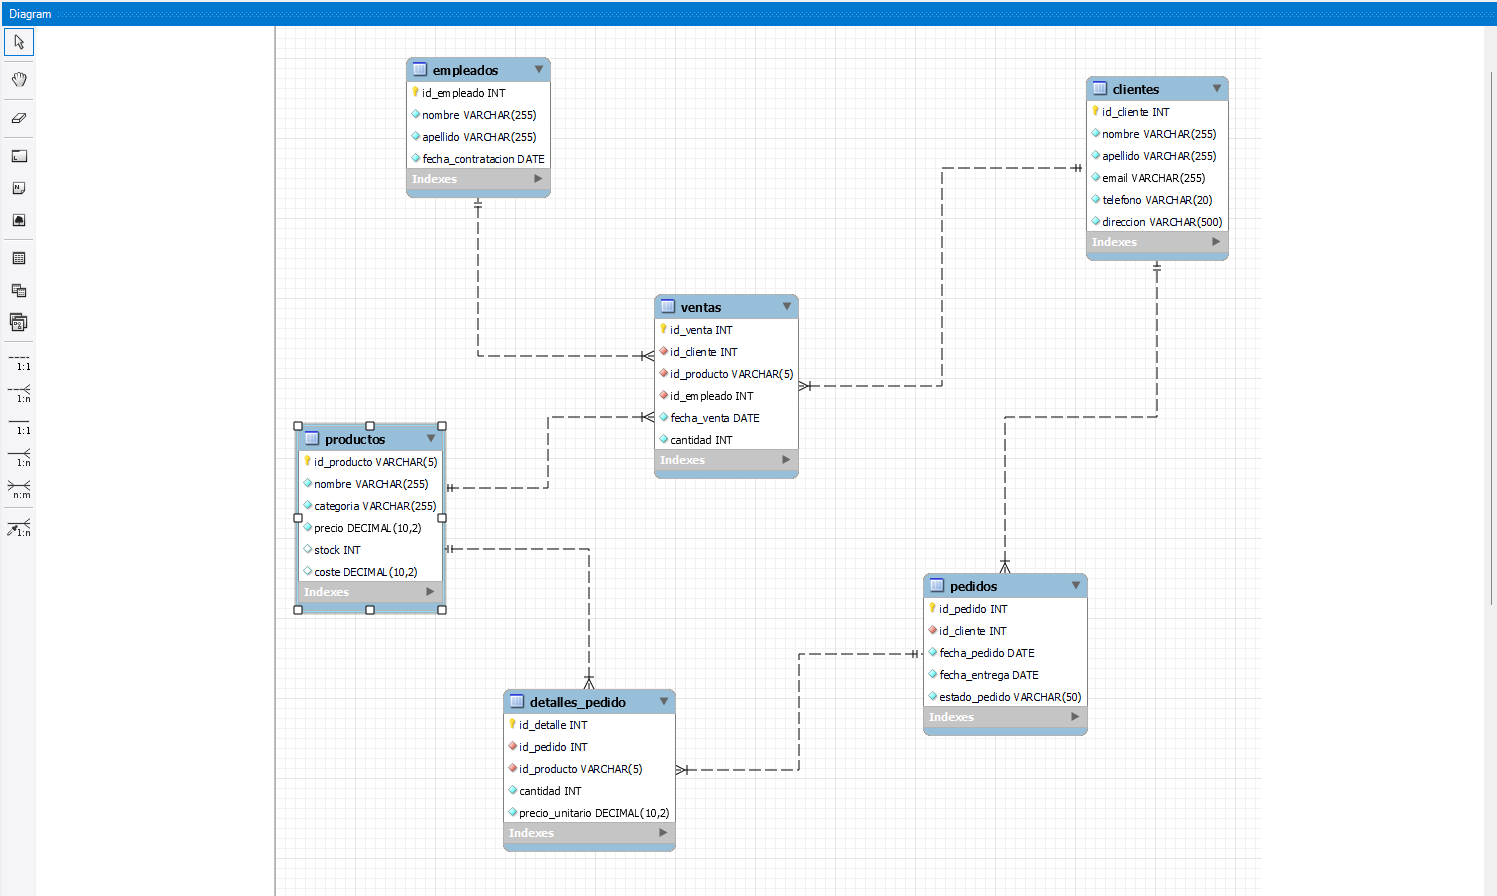 Diagram
1:1
1:n
1:1
1:n
n:m
1:n
empleados
id_empleado INT
nombre VARCHAR(255)
apellido VARCHAR(255)
fecha_contratacion DATE
Indexes
clientes
id_cliente INT
nombre VARCHAR(255)
apellido VARCHAR(255)
email VARCHAR(255)
telefono VARCHAR(20)
direccion VARCHAR(500)
Indexes
ventas
id_venta INT
id_cliente INT
id_producto VARCHAR(5)
id_empleado INT
fecha_venta DATE
cantidad INT
Indexes
productos
id_producto VARCHAR(5)
nombre VARCHAR(255)
categoria VARCHAR(255)
precio DECIMAL(10,2)
stock INT
coste DECIMAL(10,2)
Indexes
pedidos
id_pedido INT
id_cliente INT
fecha_pedido DATE
fecha_entrega DATE
estado_pedido VARCHAR(50)
Indexes
detalles_pedido
id_detalle INT
id_pedido INT
id_producto VARCHAR(5)
cantidad INT
precio_unitario DECIMAL(10,2)
Indexes